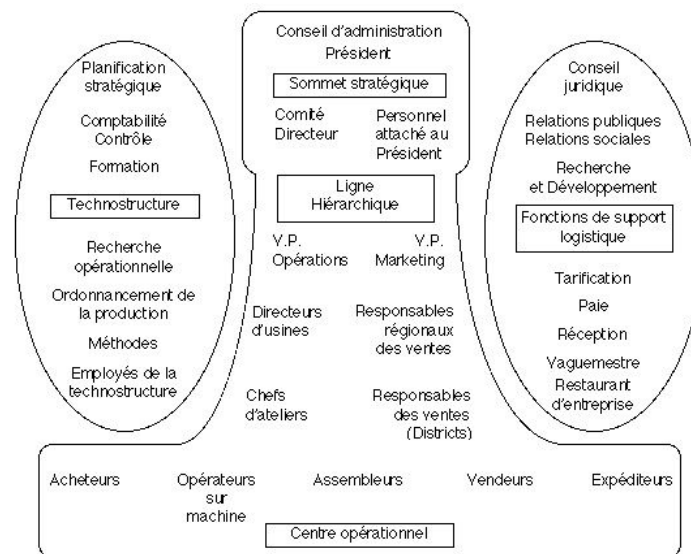 Conseil d'administration
Président
Sommet stratégique
Comité
Directeur
Personnel
attaché au
Président
Planification
stratégique
Comptabilité
Contrôle
Formation
Technostructure
Recherche
opérationnelle
Ordonnancement de
la production
Méthodes
Employés de la
technostructure
Ligne
Hiérarchique
V.P.
Opérations
V.P.
Marketing
Directeurs
d'usines
Responsables
régionaux
des ventes
Chefs
d'ateliers
Responsables
des ventes
(Districts)
Conseil
juridique
Relations publiques
Relations sociales
Recherche
et Développement
Fonctions de support
logistique
Tarification
Paie
Réception
Vaguemestre
Restaurant
d'entreprise
Acheteurs
Opérateurs
sur
machine
Assembleurs
Vendeurs
Expéditeurs
Centre opérationnel